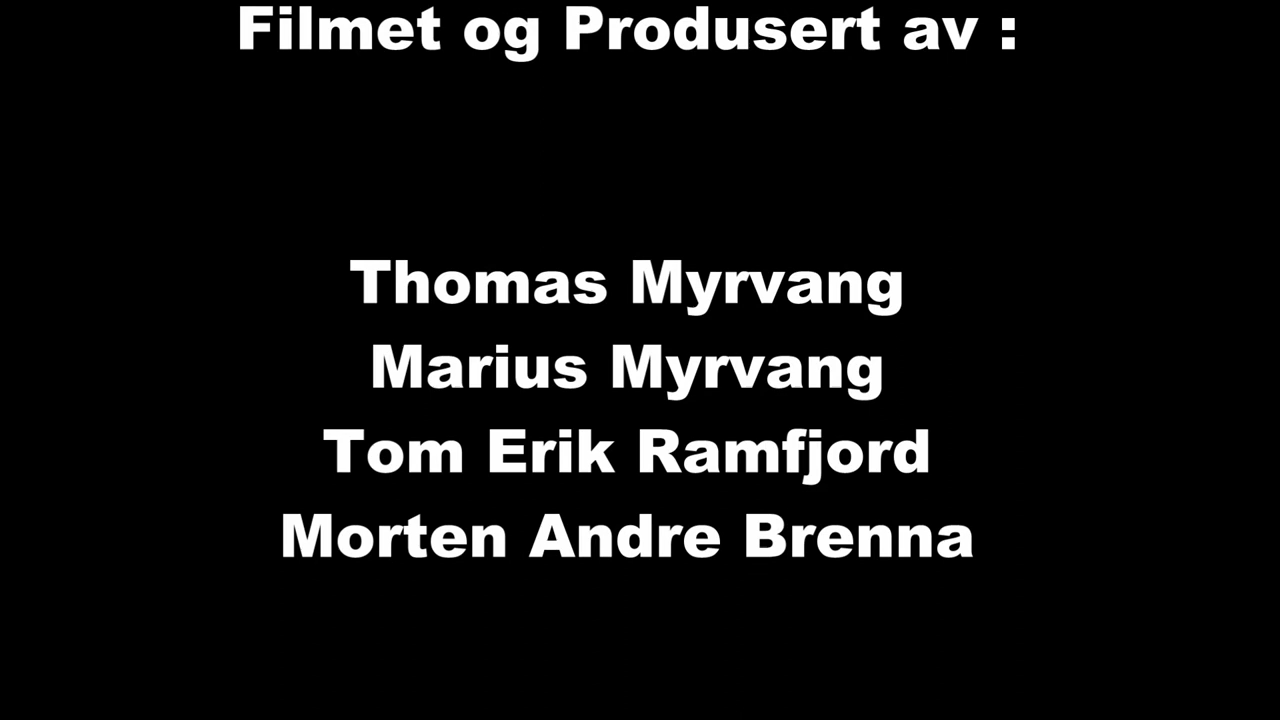 Filmet og Produsert av :
Thomas Myrvang
Marius Myrvang
Tom Erik Ramfjord
Morten Andre Brenna